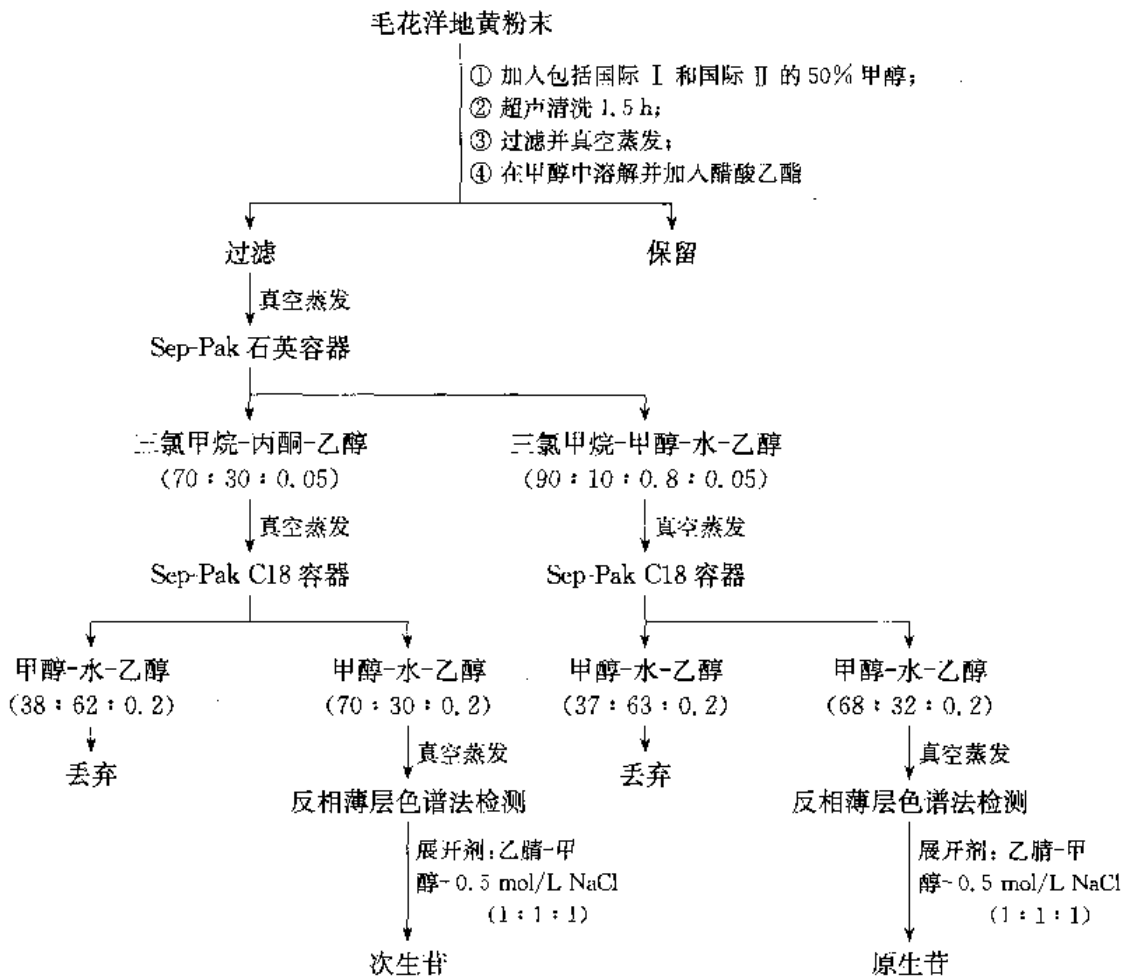 毛花洋地黄粉末
① 加入包括国际 Ⅰ 和国际 Ⅱ 的 50% 甲醇；
② 超声清洗 1.5 h；
③ 过滤并真空蒸发；
④ 在甲醇中溶解并加入醋酸乙酯
过滤
保留
真空蒸发
Sep-Pak 石英容器
三氯甲烷-丙酮-乙醇
(70：30：0.05)
三氯甲烷-甲醇-水-乙醇
(90：10：0.8：0.05)
真空蒸发
真空蒸发
Sep-Pak C18 容器
Sep-Pak C18 容器
甲醇-水-乙醇
(38：62：0.2)
甲醇-水-乙醇
(70：30：0.2)
甲醇-水-乙醇
(37：63：0.2)
甲醇-水-乙醇
(68：32：0.2)
丢弃
真空蒸发
丢弃
真空蒸发
反相薄层色谱法检测
反相薄层色谱法检测
展开剂：乙腈-甲
醇-0.5 mol/L NaCl
(1：1：1)
展开剂：乙腈-甲
醇-0.5 mol/L NaCl
(1：1：1)
次生苷
原生苷